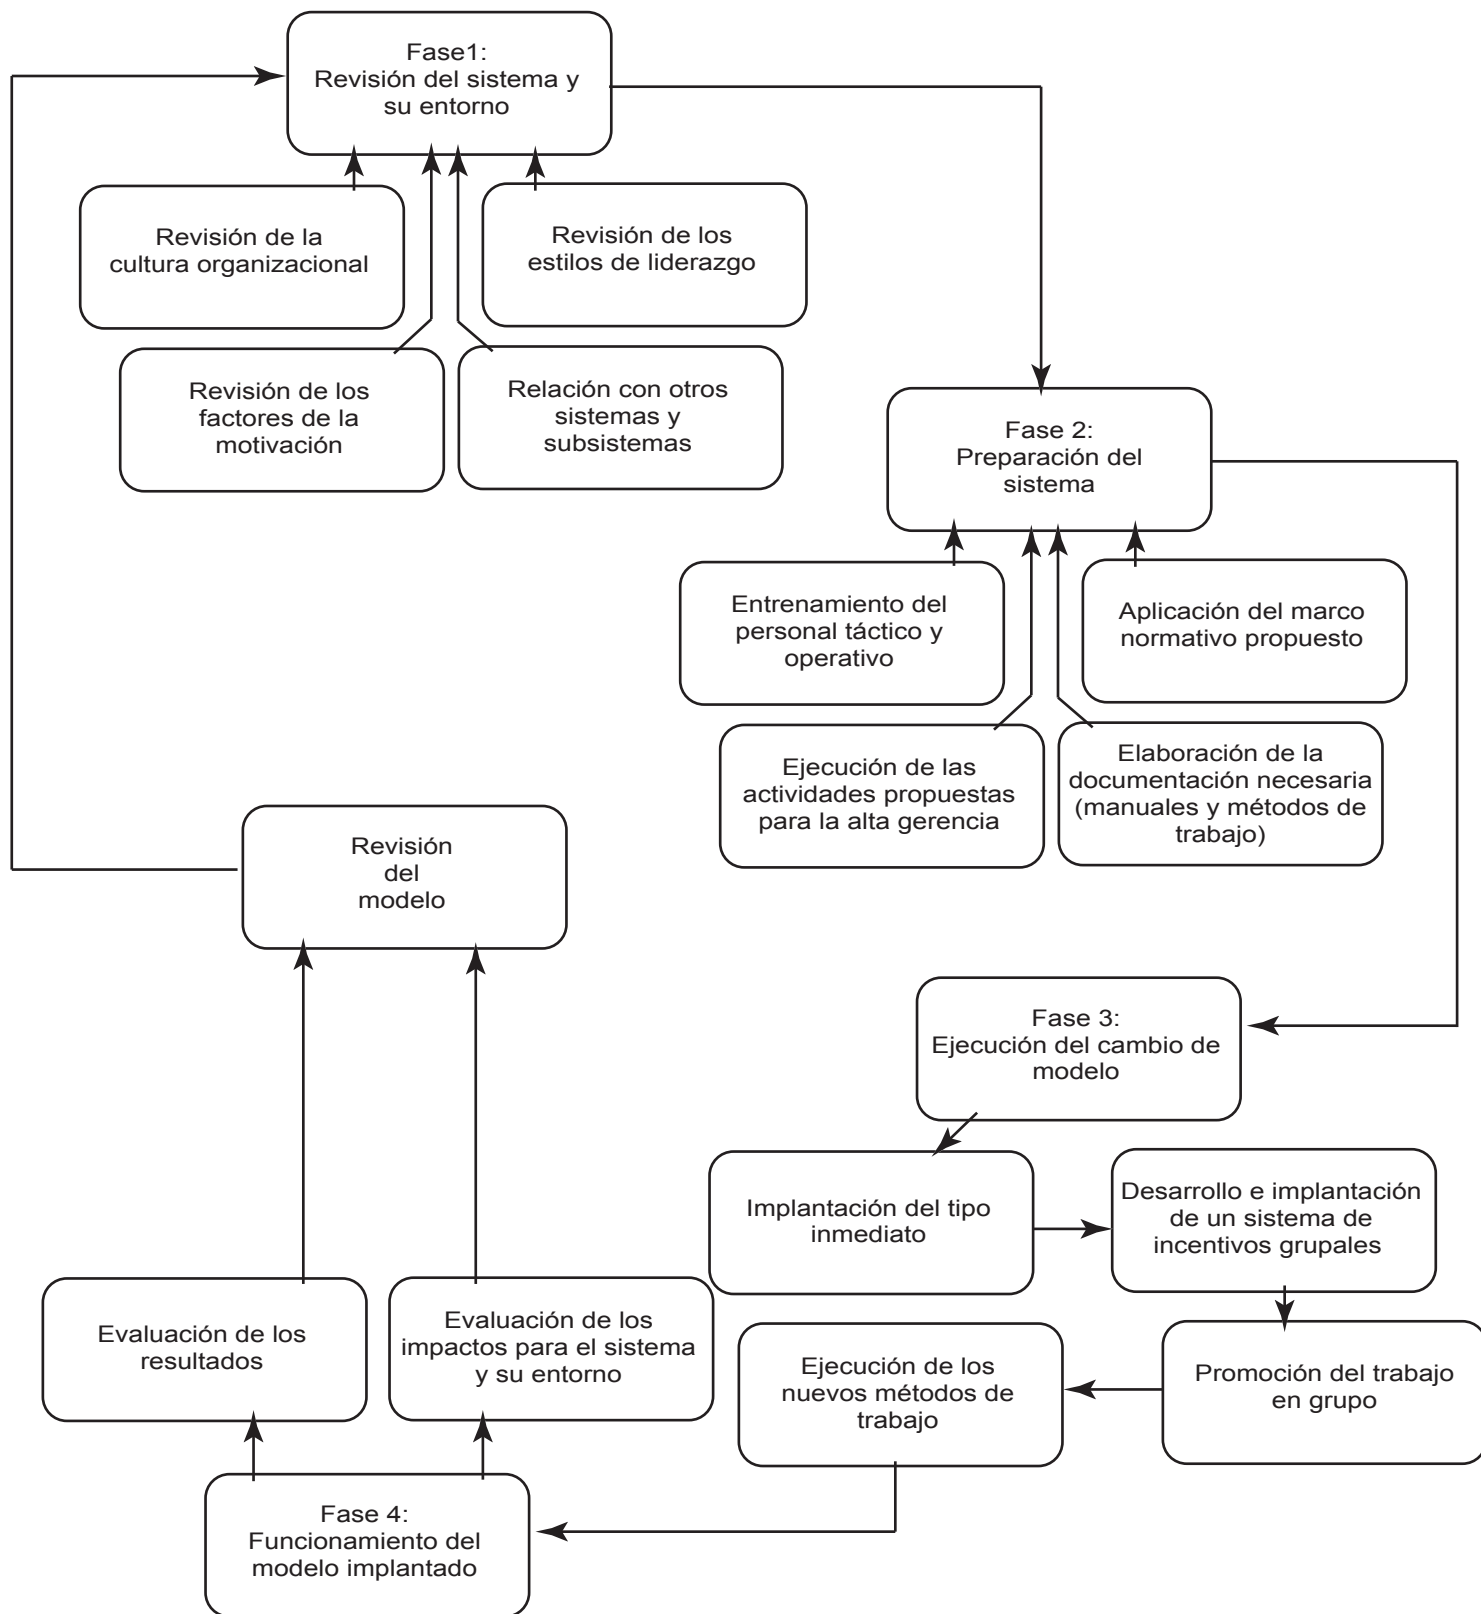 Fase1:
Revisión del sistema y
su entorno
Revisión de la
cultura organizacional
Revisión de los
estilos de liderazgo
Revisión de los
factores de la
motivación
Relación con otros
sistemas y
subsistemas
Fase 2:
Preparación del
sistema
Entrenamiento del
personal táctico y
operativo
Aplicación del marco
normativo propuesto
Ejecución de las
actividades propuestas
para la alta gerencia
Elaboración de la
documentación necesaria
(manuales y métodos de
trabajo)
Revisión
del
modelo
Fase 3:
Ejecución del cambio de
modelo
Implantación del tipo
inmediato
Desarrollo e implantación
de un sistema de
incentivos grupales
Evaluación de los
resultados
Evaluación de los
impactos para el sistema
y su entorno
Ejecución de los
nuevos métodos de
trabajo
Promoción del trabajo
en grupo
Fase 4:
Funcionamiento del
modelo implantado